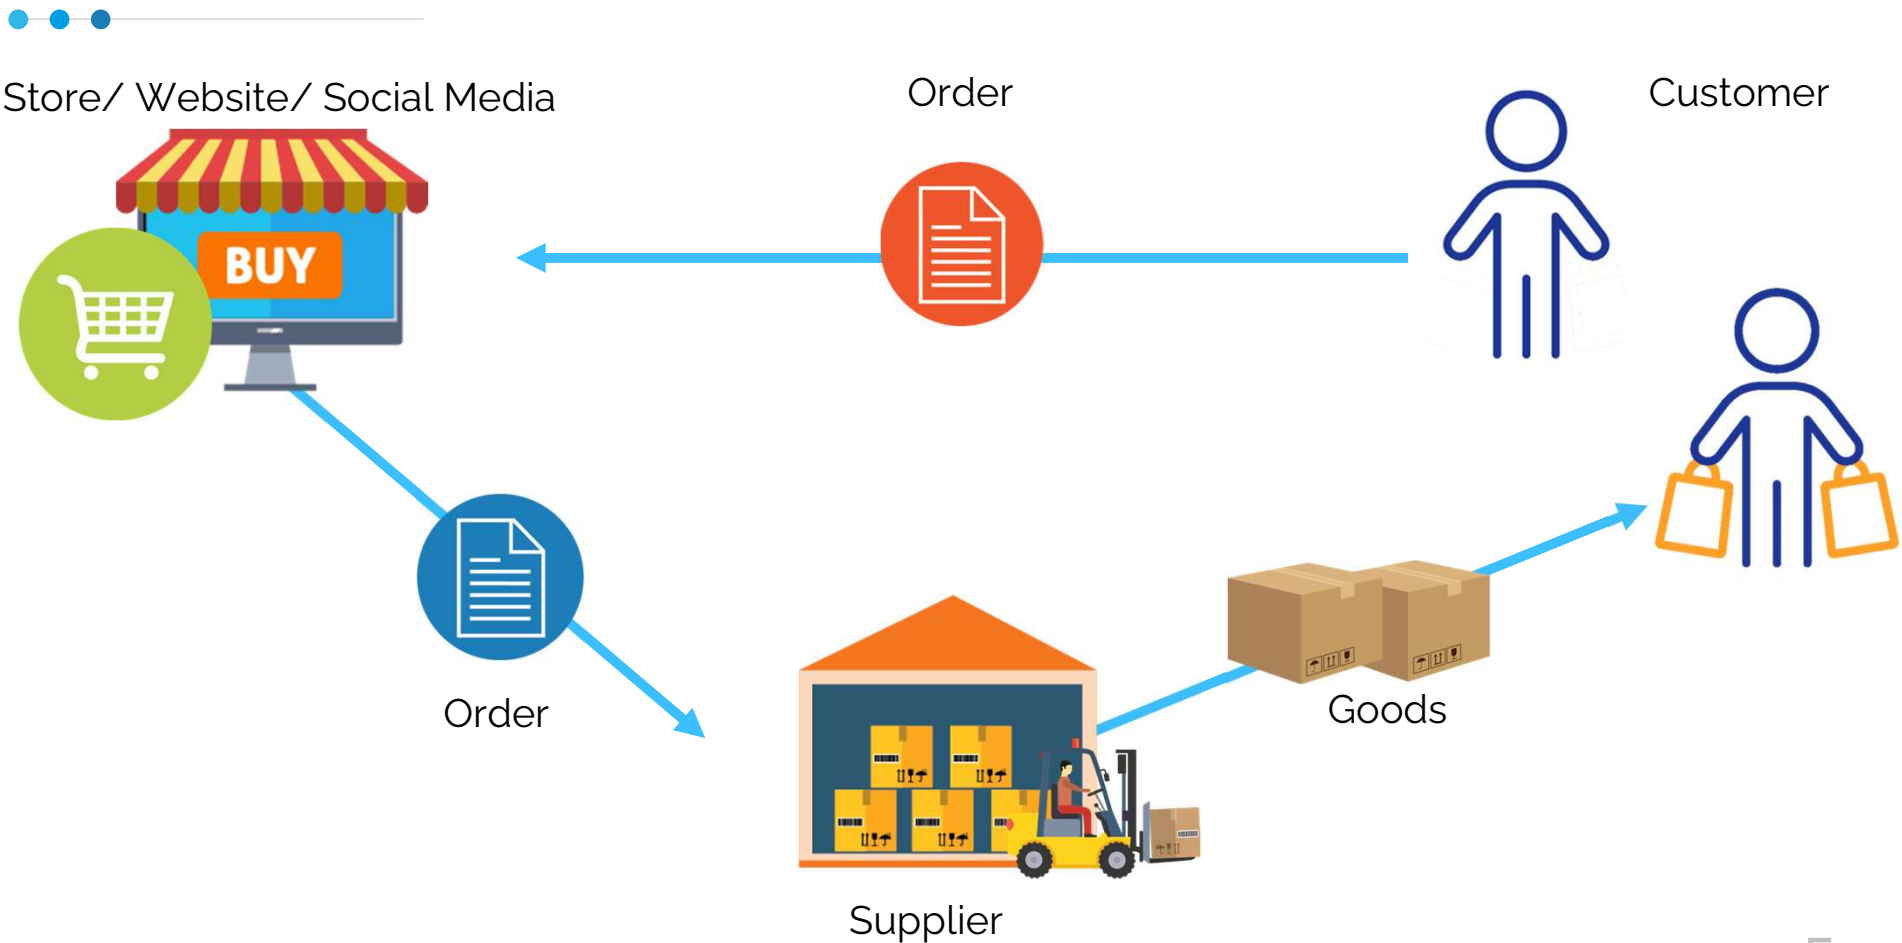 Store/ Website/ Social Media
Order
Customer
BUY
Order
Goods
Supplier